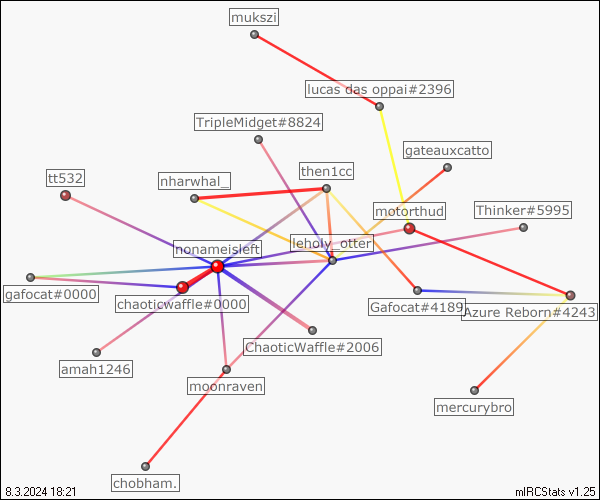 mukszi
lucas das oppai#2396
TripleMidget#8824
gateauxcatto
then1cc
tt532
nharwhal_
motorthud
Thinker#5995
nonameisleft
leholy_otter
gafocat#0000
chaoticwaffle#0000
Gafocat#4189
Azure Reborn#4243
ChaoticWaffle#2006
amah1246
moonraven
mercurybro
chobham.
8.3.2024 18:21
mIRCStats v1.25